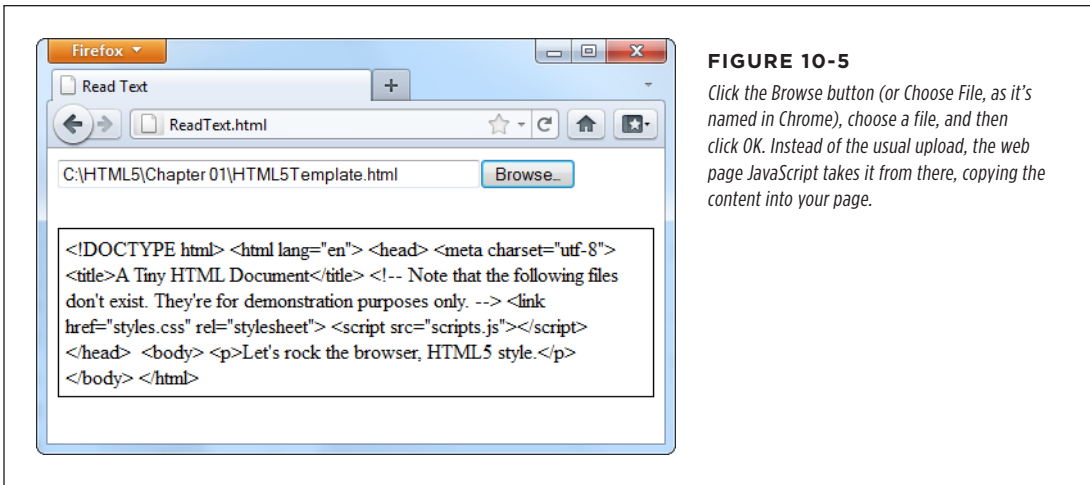 Firefox
Read Text
ReadText.html
C:\HTML5\Chapter 01\HTML5Template.html
Browse...
<!DOCTYPE html> <html lang="en"> <head> <meta charset="utf-8">
<title>A Tiny HTML Document</title> <!-- Note that the following files
don't exist. They're for demonstration purposes only. --> <link
href="styles.css" rel="stylesheet"> <script src="scripts.js"></script>
</head> <body> <p>Let's rock the browser, HTML5 style.</p>
</body> </html>
FIGURE 10-5
Click the Browse button (or Choose File, as it's
named in Chrome), choose a file, and then
click OK. Instead of the usual upload, the web
page JavaScript takes it from there, copying the
content into your page.